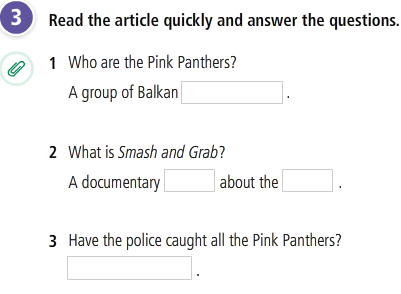 3 Read the article quickly and answer the questions.
1 Who are the Pink Panthers?
A group of Balkan .
2 What is Smash and Grab?
A documentary about the .
3 Have the police caught all the Pink Panthers?
.